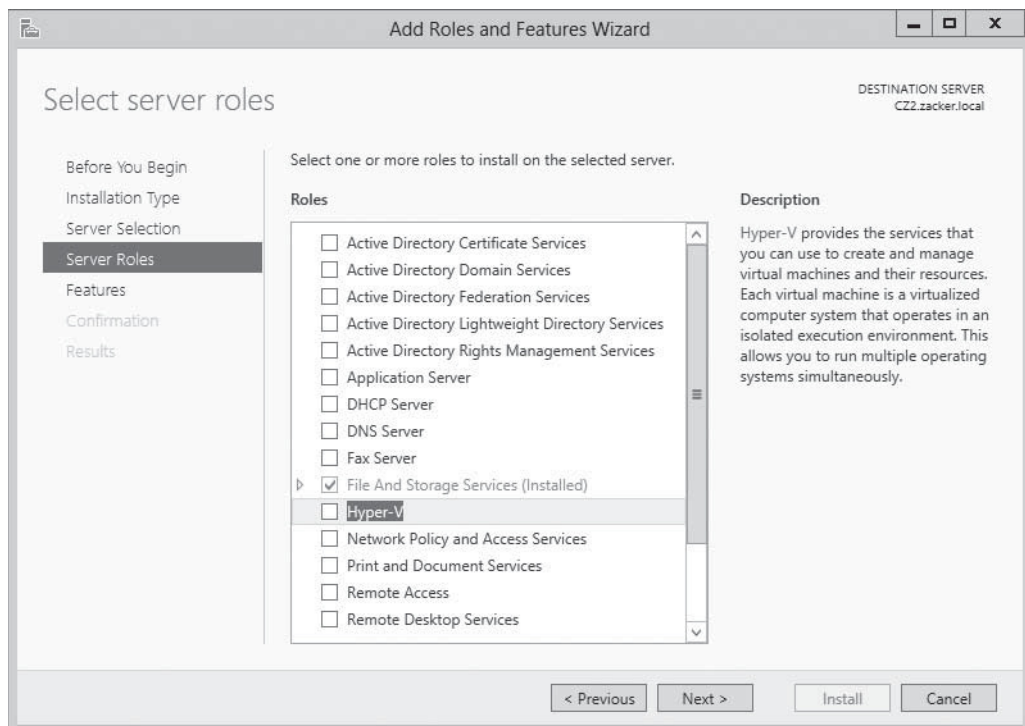 Add Roles and Features Wizard
Select server roles
DESTINATION SERVER
CZ2.zacker.local
Before You Begin
Installation Type
Server Selection
Server Roles
Features
Confirmation
Results
Select one or more roles to install on the selected server.
Roles
Active Directory Certificate Services
Active Directory Domain Services
Active Directory Federation Services
Active Directory Lightweight Directory Services
Active Directory Rights Management Services
Application Server
DHCP Server
DNS Server
Fax Server
File And Storage Services (Installed)
Hyper-V
Network Policy and Access Services
Print and Document Services
Remote Access
Remote Desktop Services
Description
Hyper-V provides the services that
you can use to create and manage
virtual machines and their resources.
Each virtual machine is a virtualized
computer system that operates in an
isolated execution environment. This
allows you to run multiple operating
systems simultaneously.
< Previous
Next >
Install
Cancel